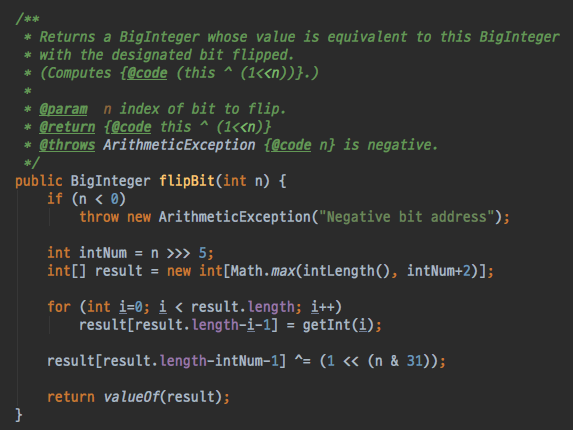 /**
 * Returns a BigInteger whose value is equivalent to this BigInteger
 * with the designated bit flipped.
 * (Computes {@code (this ^ (1<<n))}.)
 *
 * @param  n index of bit to flip.
 * @return {@code this ^ (1<<n)}
 * @throws ArithmeticException {@code n} is negative.
 */
public BigInteger flipBit(int n) {
    if (n < 0)
        throw new ArithmeticException("Negative bit address");
    int intNum = n >>> 5;
    int[] result = new int[Math.max(intLength(), intNum+2)];
    for (int i=0; i < result.length; i++)
        result[result.length-i-1] = getInt(i);
    result[result.length-intNum-1] ^= (1 << (n & 31));
    return valueOf(result);
}